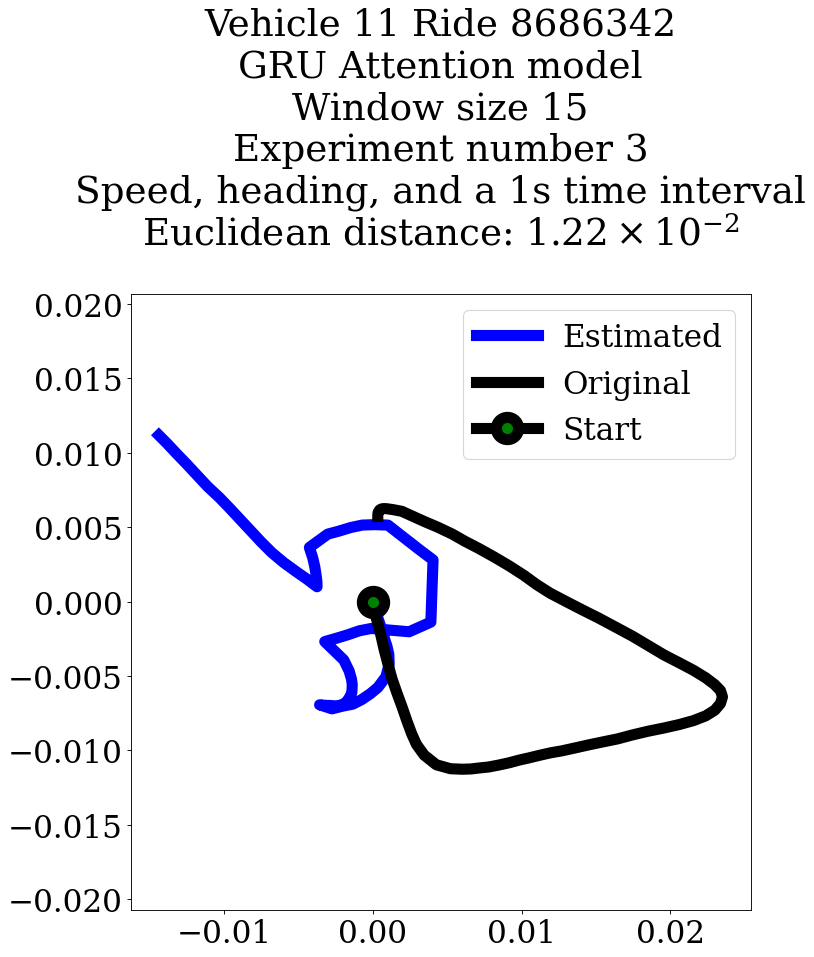 Vehicle 11 Ride 8686342
GRU Attention model
Window size 15
Experiment number 3
Speed, heading, and a 1s time interval
Euclidean distance: 1.22 × 10⁻²
0.020
0.015
0.010
0.005
0.000
−0.005
−0.010
−0.015
−0.020
Estimated
Original
Start
−0.01 0.00 0.01 0.02